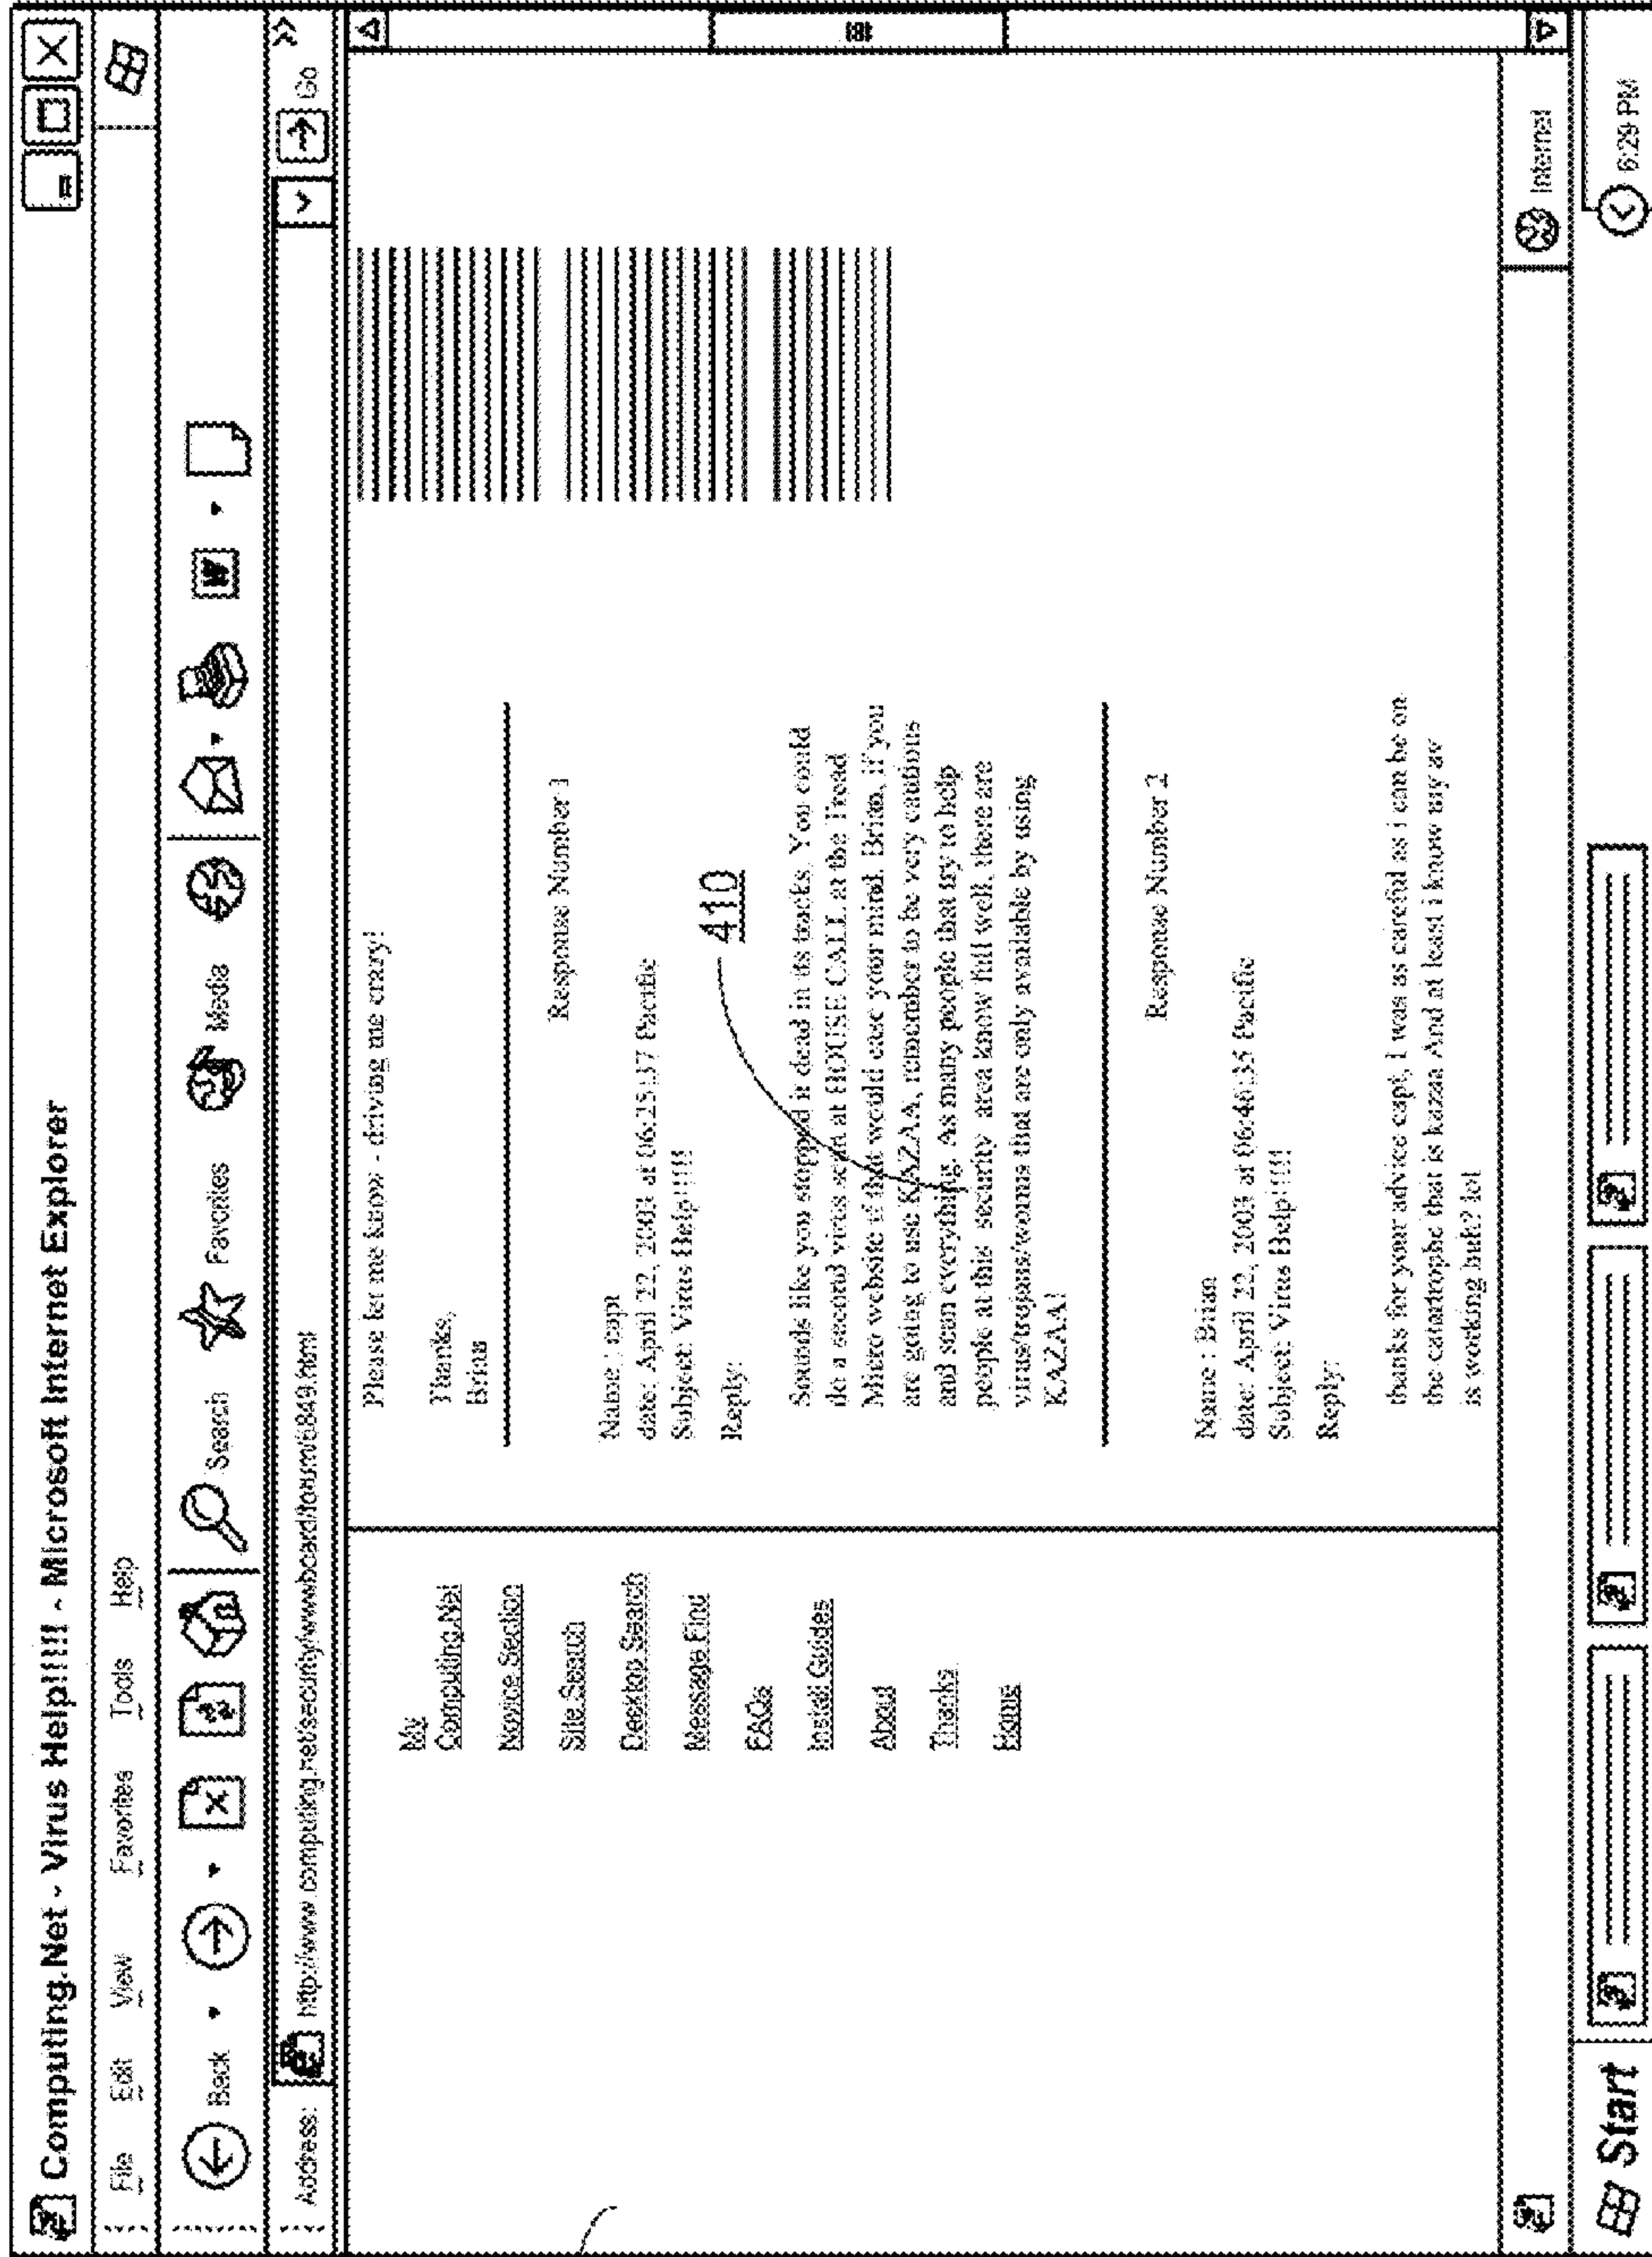 Computing.Net - Virus Help!!!! - Microsoft Internet Explorer
File Edit View Favorites Tools Help
Back Search Favorites Media
Address: http://www.computing.net/security/wwwboard/forum/6849.html Go
My
Computing.Net
Novice Section
Site Search
Desktop Search
Message Find
FAQs
Install Guides
About
Thanks
Home
Please let me know - driving me crazy!
Thanks,
Brian
Response Number 1
Name : capt
date: April 22, 2003 at 06:25:37 Pacific
Subject: Virus Help!!!!
Reply:
410
Sounds like you stopped it dead in its tracks. You could
do a second virus scan at HOUSE CALL at the Trend
Micro website if that would ease your mind. Brian, if you
are going to use KAZAA, remember to be very cautious
and scan everything. As many people that try to help
people at this security area know full well, there are
virus/trojans/worms that are only available by using
KAZAA!
Response Number 2
Name : Brian
date: April 22, 2003 at 06:46:35 Pacific
Subject: Virus Help!!!!
Reply:
thanks for your advice capt, I was as careful as i can be on
the catastrophe that is kazaa And at least i know my av
is working huh? lol
Internet
Start 6:29 PM